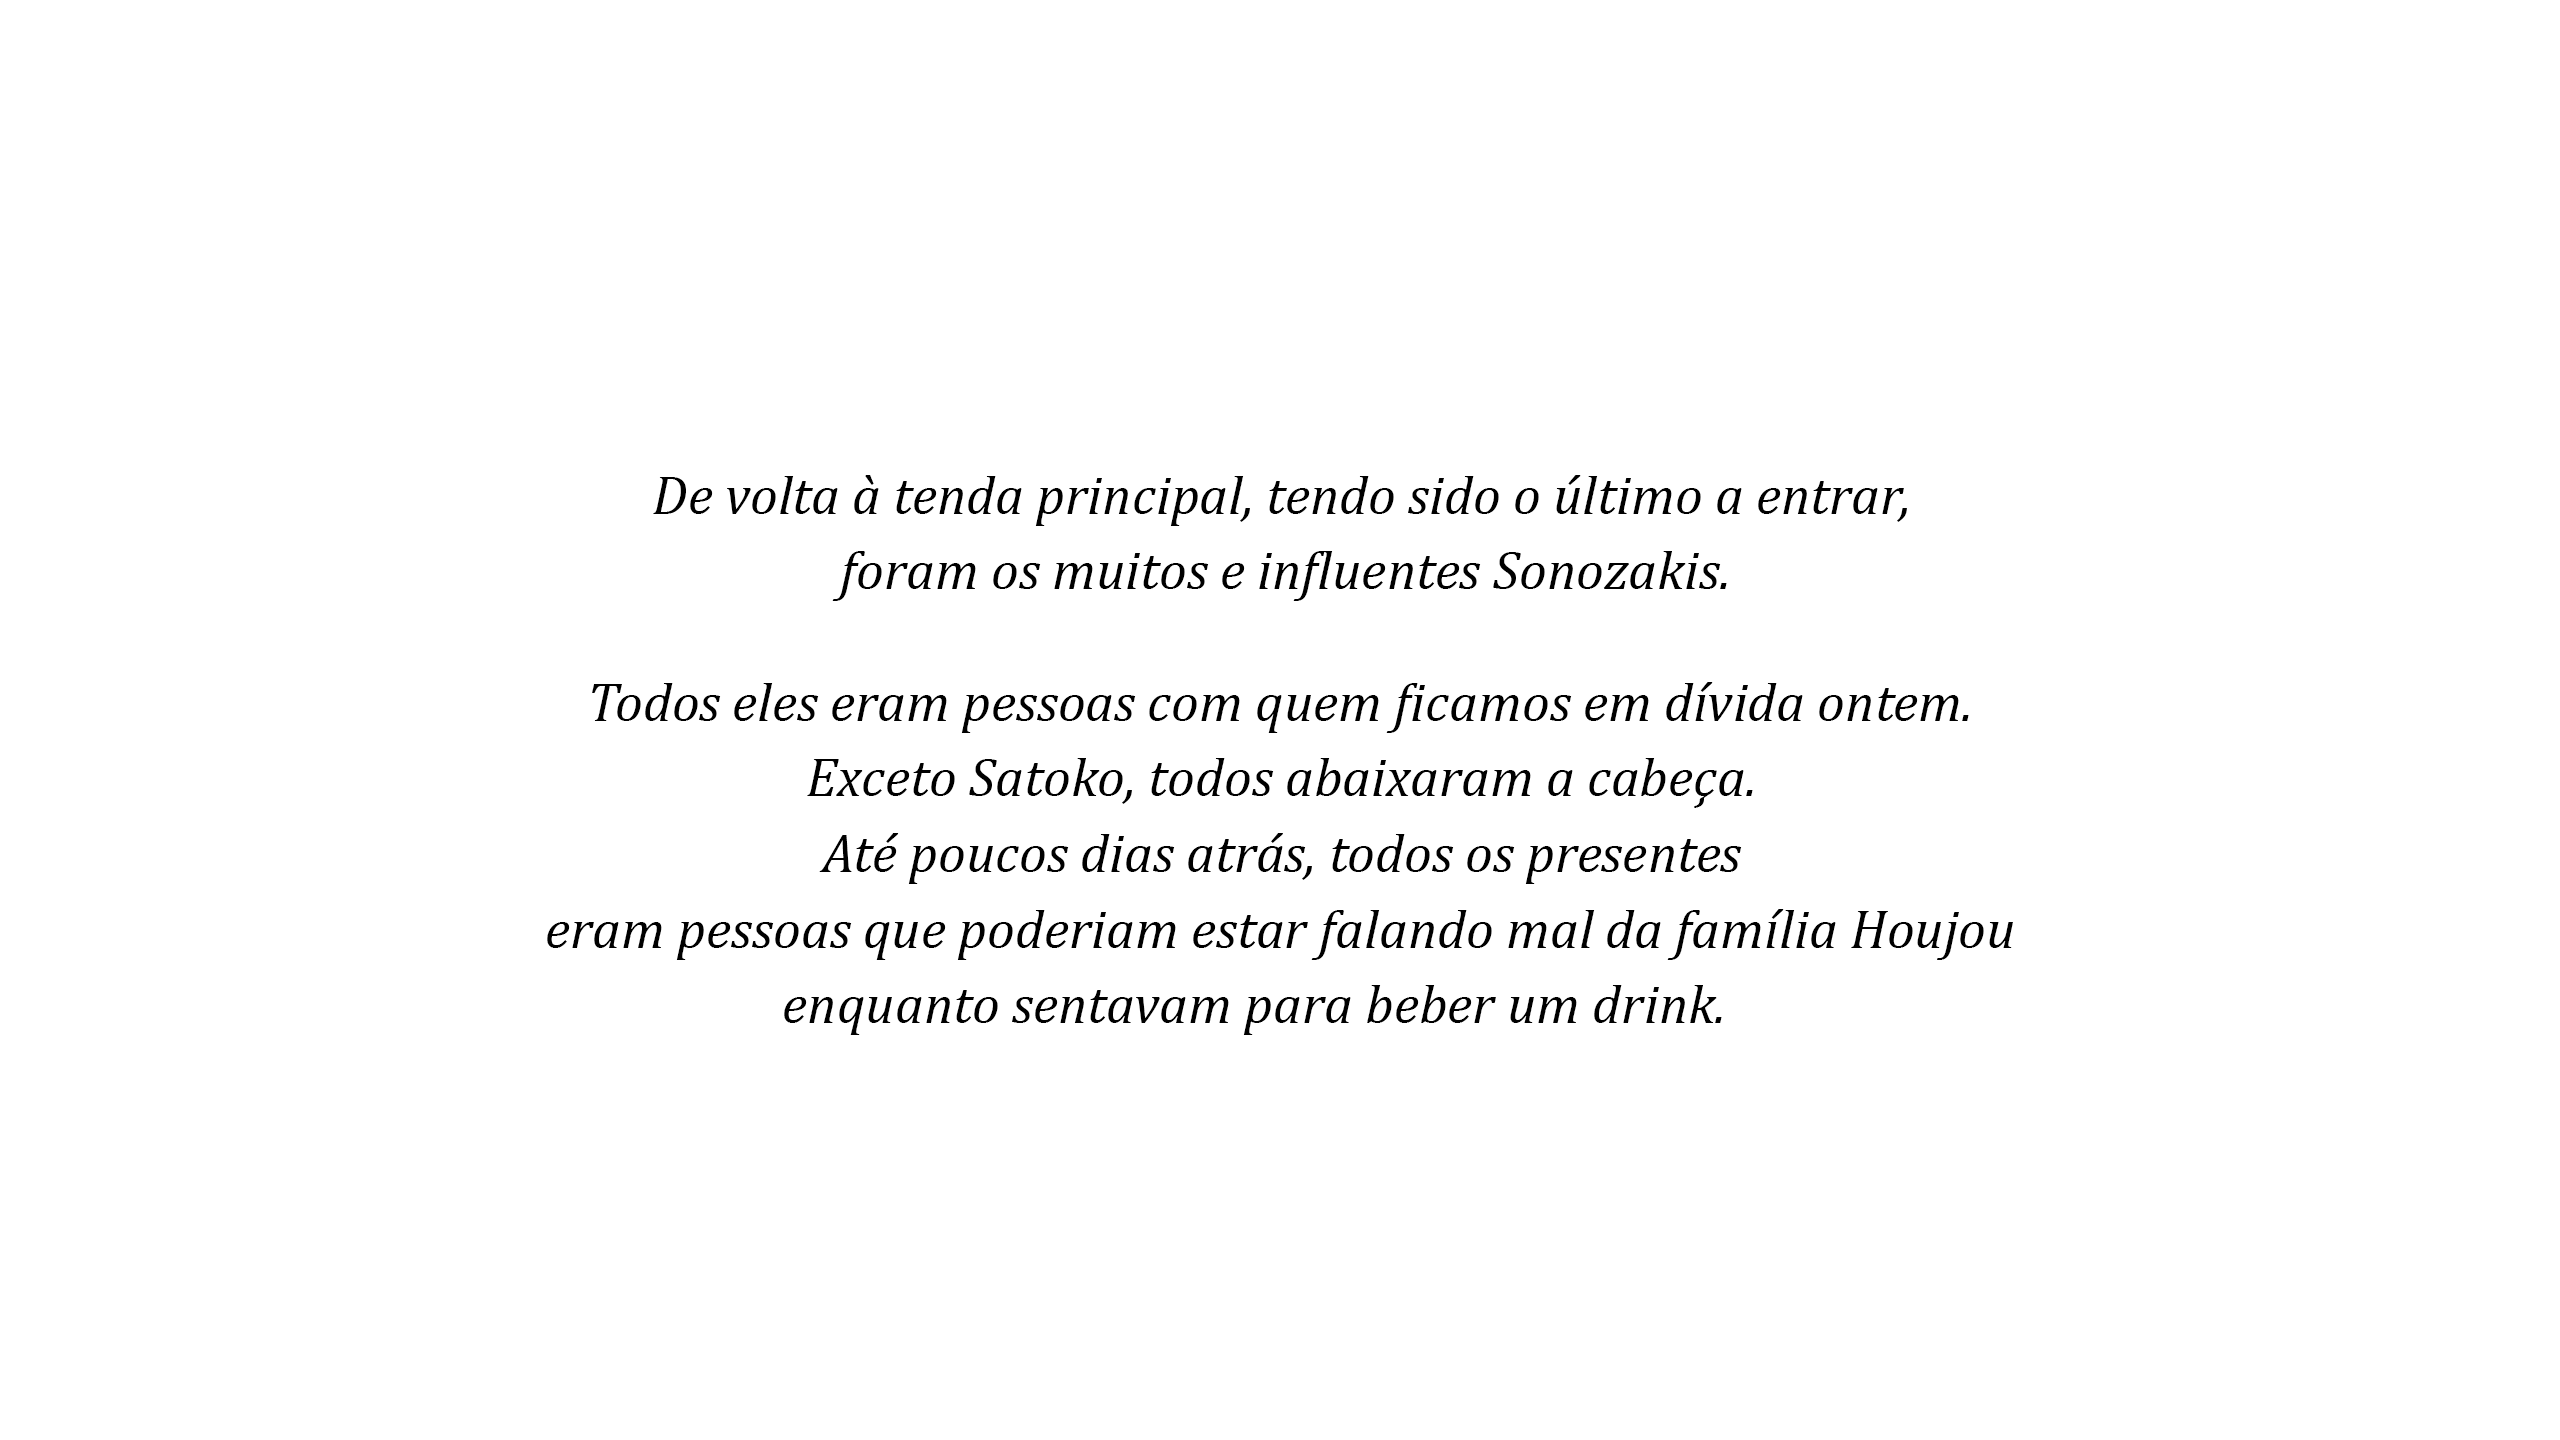 De volta à tenda principal, tendo sido o último a entrar,
foram os muitos e influentes Sonozakis.
Todos eles eram pessoas com quem ficamos em dívida ontem.
Exceto Satoko, todos abaixaram a cabeça.
Até poucos dias atrás, todos os presentes
eram pessoas que poderiam estar falando mal da família Houjou
enquanto sentavam para beber um drink.